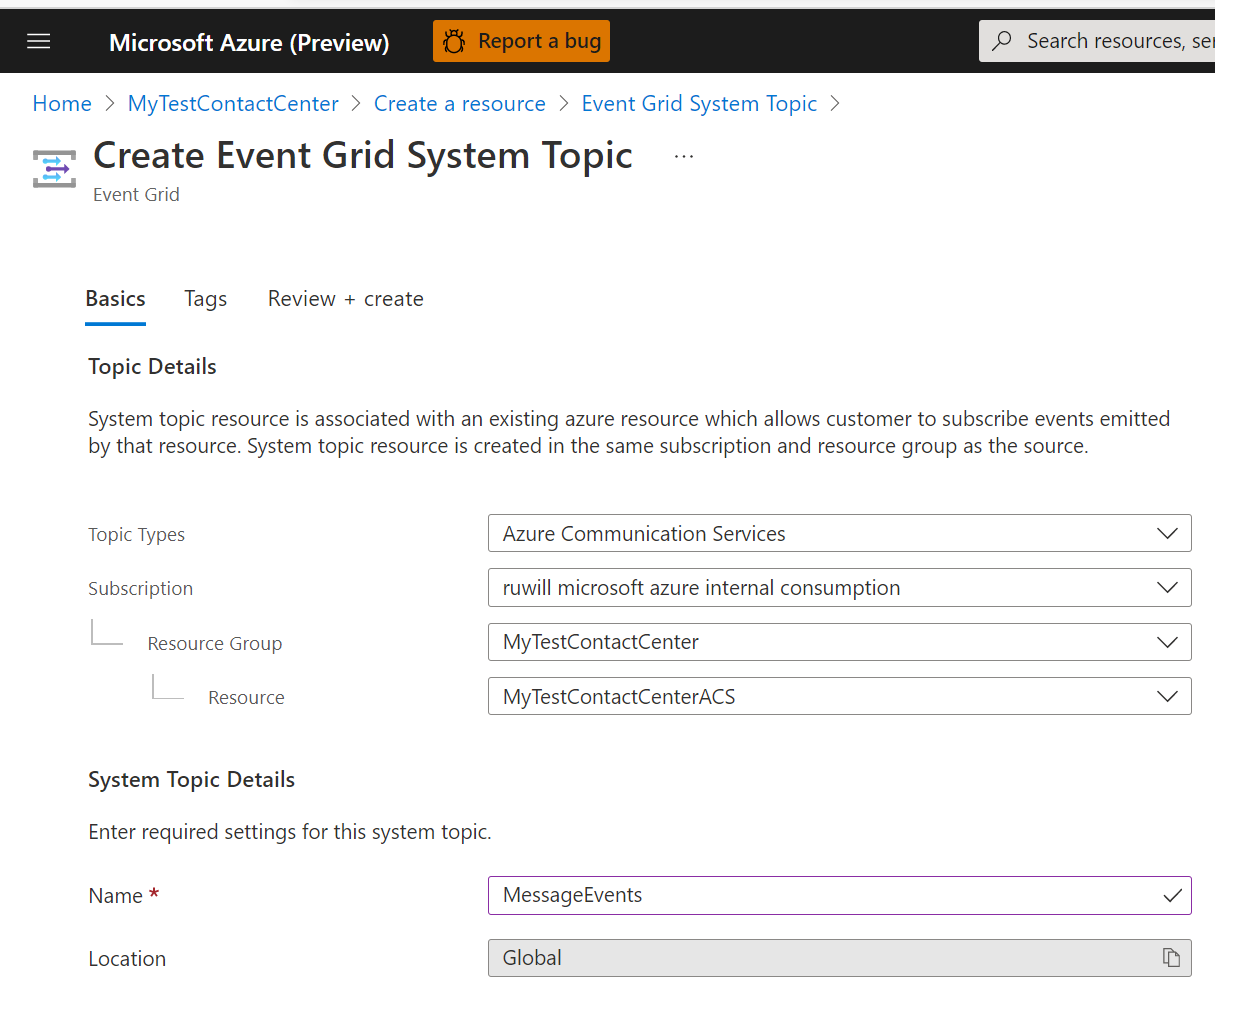 Microsoft Azure (Preview)
Report a bug
Search resources, ser
Home > MyTestContactCenter > Create a resource > Event Grid System Topic >
Create Event Grid System Topic ...
Event Grid
Basics Tags Review + create
Topic Details
System topic resource is associated with an existing azure resource which allows customer to subscribe events emitted
by that resource. System topic resource is created in the same subscription and resource group as the source.
Topic Types Azure Communication Services
Subscription ruwill microsoft azure internal consumption
Resource Group MyTestContactCenter
Resource MyTestContactCenterACS
System Topic Details
Enter required settings for this system topic.
Name * MessageEvents
Location Global